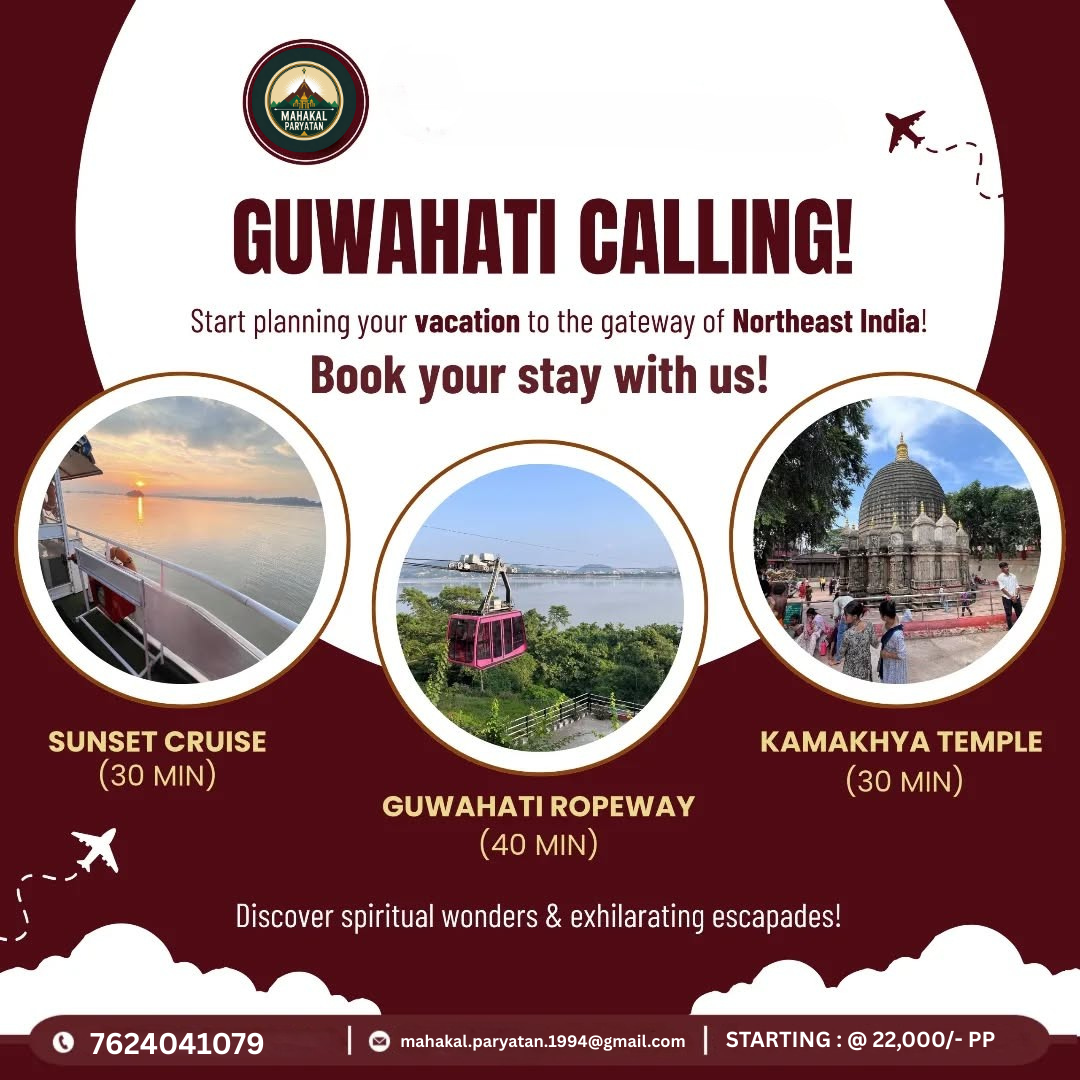 MAHAKAL
PARYATAN
GUWAHATI CALLING!
Start planning your vacation to the gateway of Northeast India!
Book your stay with us!
SUNSET CRUISE
(30 MIN)
GUWAHATI ROPEWAY
(40 MIN)
KAMAKHYA TEMPLE
(30 MIN)
Discover spiritual wonders & exhilarating escapades!
7624041079 | mahakal.paryatan.1994@gmail.com | STARTING : @ 22,000/- PP